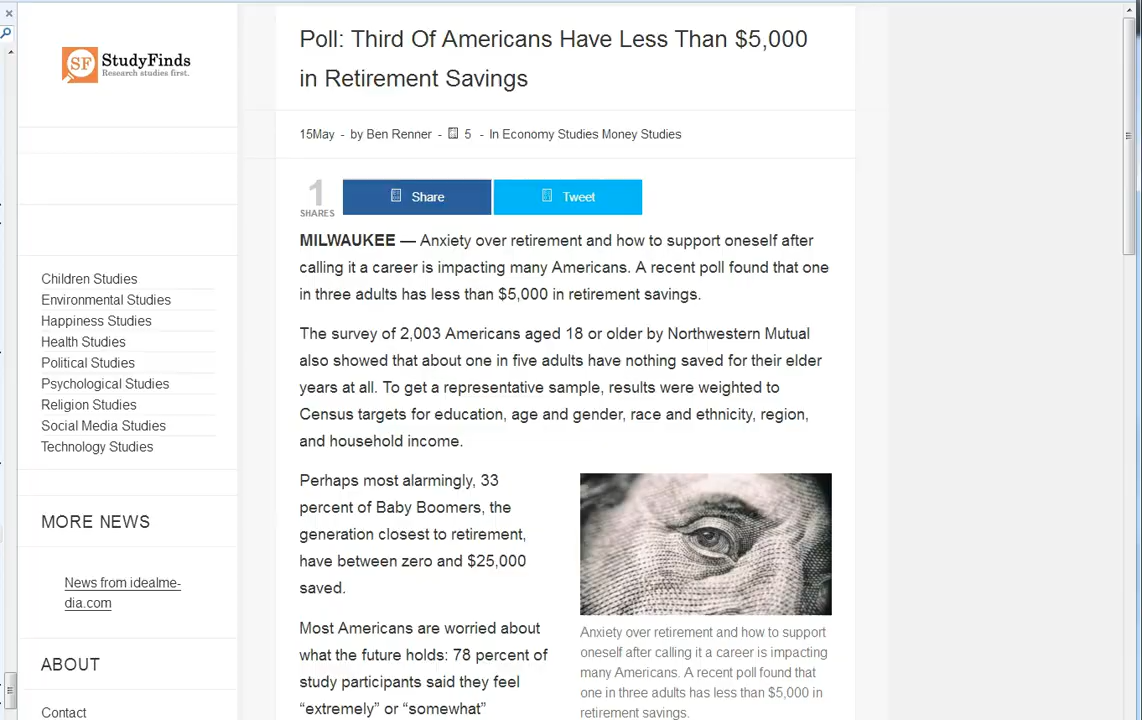 SF StudyFinds
Research studies first.
Children Studies
Environmental Studies
Happiness Studies
Health Studies
Political Studies
Psychological Studies
Religion Studies
Social Media Studies
Technology Studies
MORE NEWS
News from idealme-
dia.com
ABOUT
Contact
Poll: Third Of Americans Have Less Than $5,000
in Retirement Savings
15May - by Ben Renner - 5 - In Economy Studies Money Studies
1
SHARES
Share
Tweet
MILWAUKEE — Anxiety over retirement and how to support oneself after
calling it a career is impacting many Americans. A recent poll found that one
in three adults has less than $5,000 in retirement savings.
The survey of 2,003 Americans aged 18 or older by Northwestern Mutual
also showed that about one in five adults have nothing saved for their elder
years at all. To get a representative sample, results were weighted to
Census targets for education, age and gender, race and ethnicity, region,
and household income.
Perhaps most alarmingly, 33
percent of Baby Boomers, the
generation closest to retirement,
have between zero and $25,000
saved.
Most Americans are worried about
what the future holds: 78 percent of
study participants said they feel
“extremely” or “somewhat”
Anxiety over retirement and how to support
oneself after calling it a career is impacting
many Americans. A recent poll found that
one in three adults has less than $5,000 in
retirement savings.